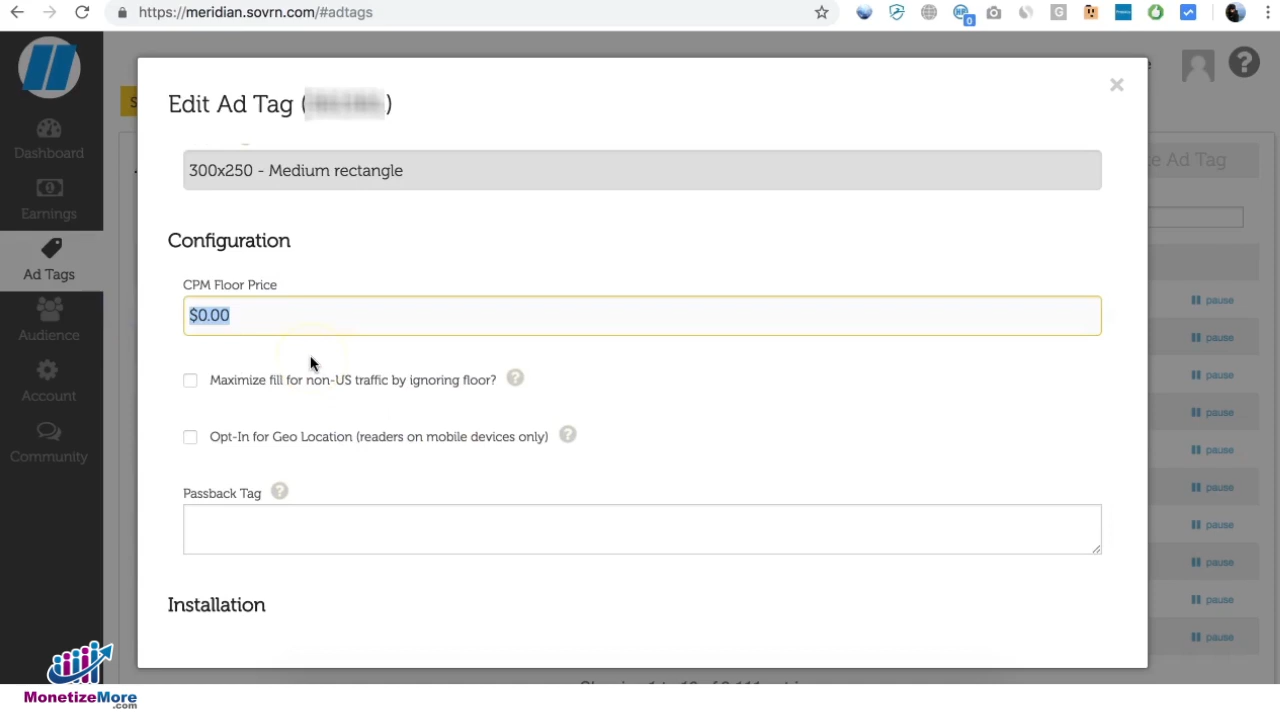 https://meridian.sovrn.com/#adtags
Edit Ad Tag ( )
300x250 - Medium rectangle
Configuration
CPM Floor Price
$0.00
Maximize fill for non-US traffic by ignoring floor? ?
Opt-In for Geo Location (readers on mobile devices only) ?
Passback Tag ?
Installation
Dashboard
Earnings
Ad Tags
Audience
Account
Community
Ad Tag
pause
pause
pause
pause
pause
pause
pause
pause
pause
pause
MonetizeMore
.com